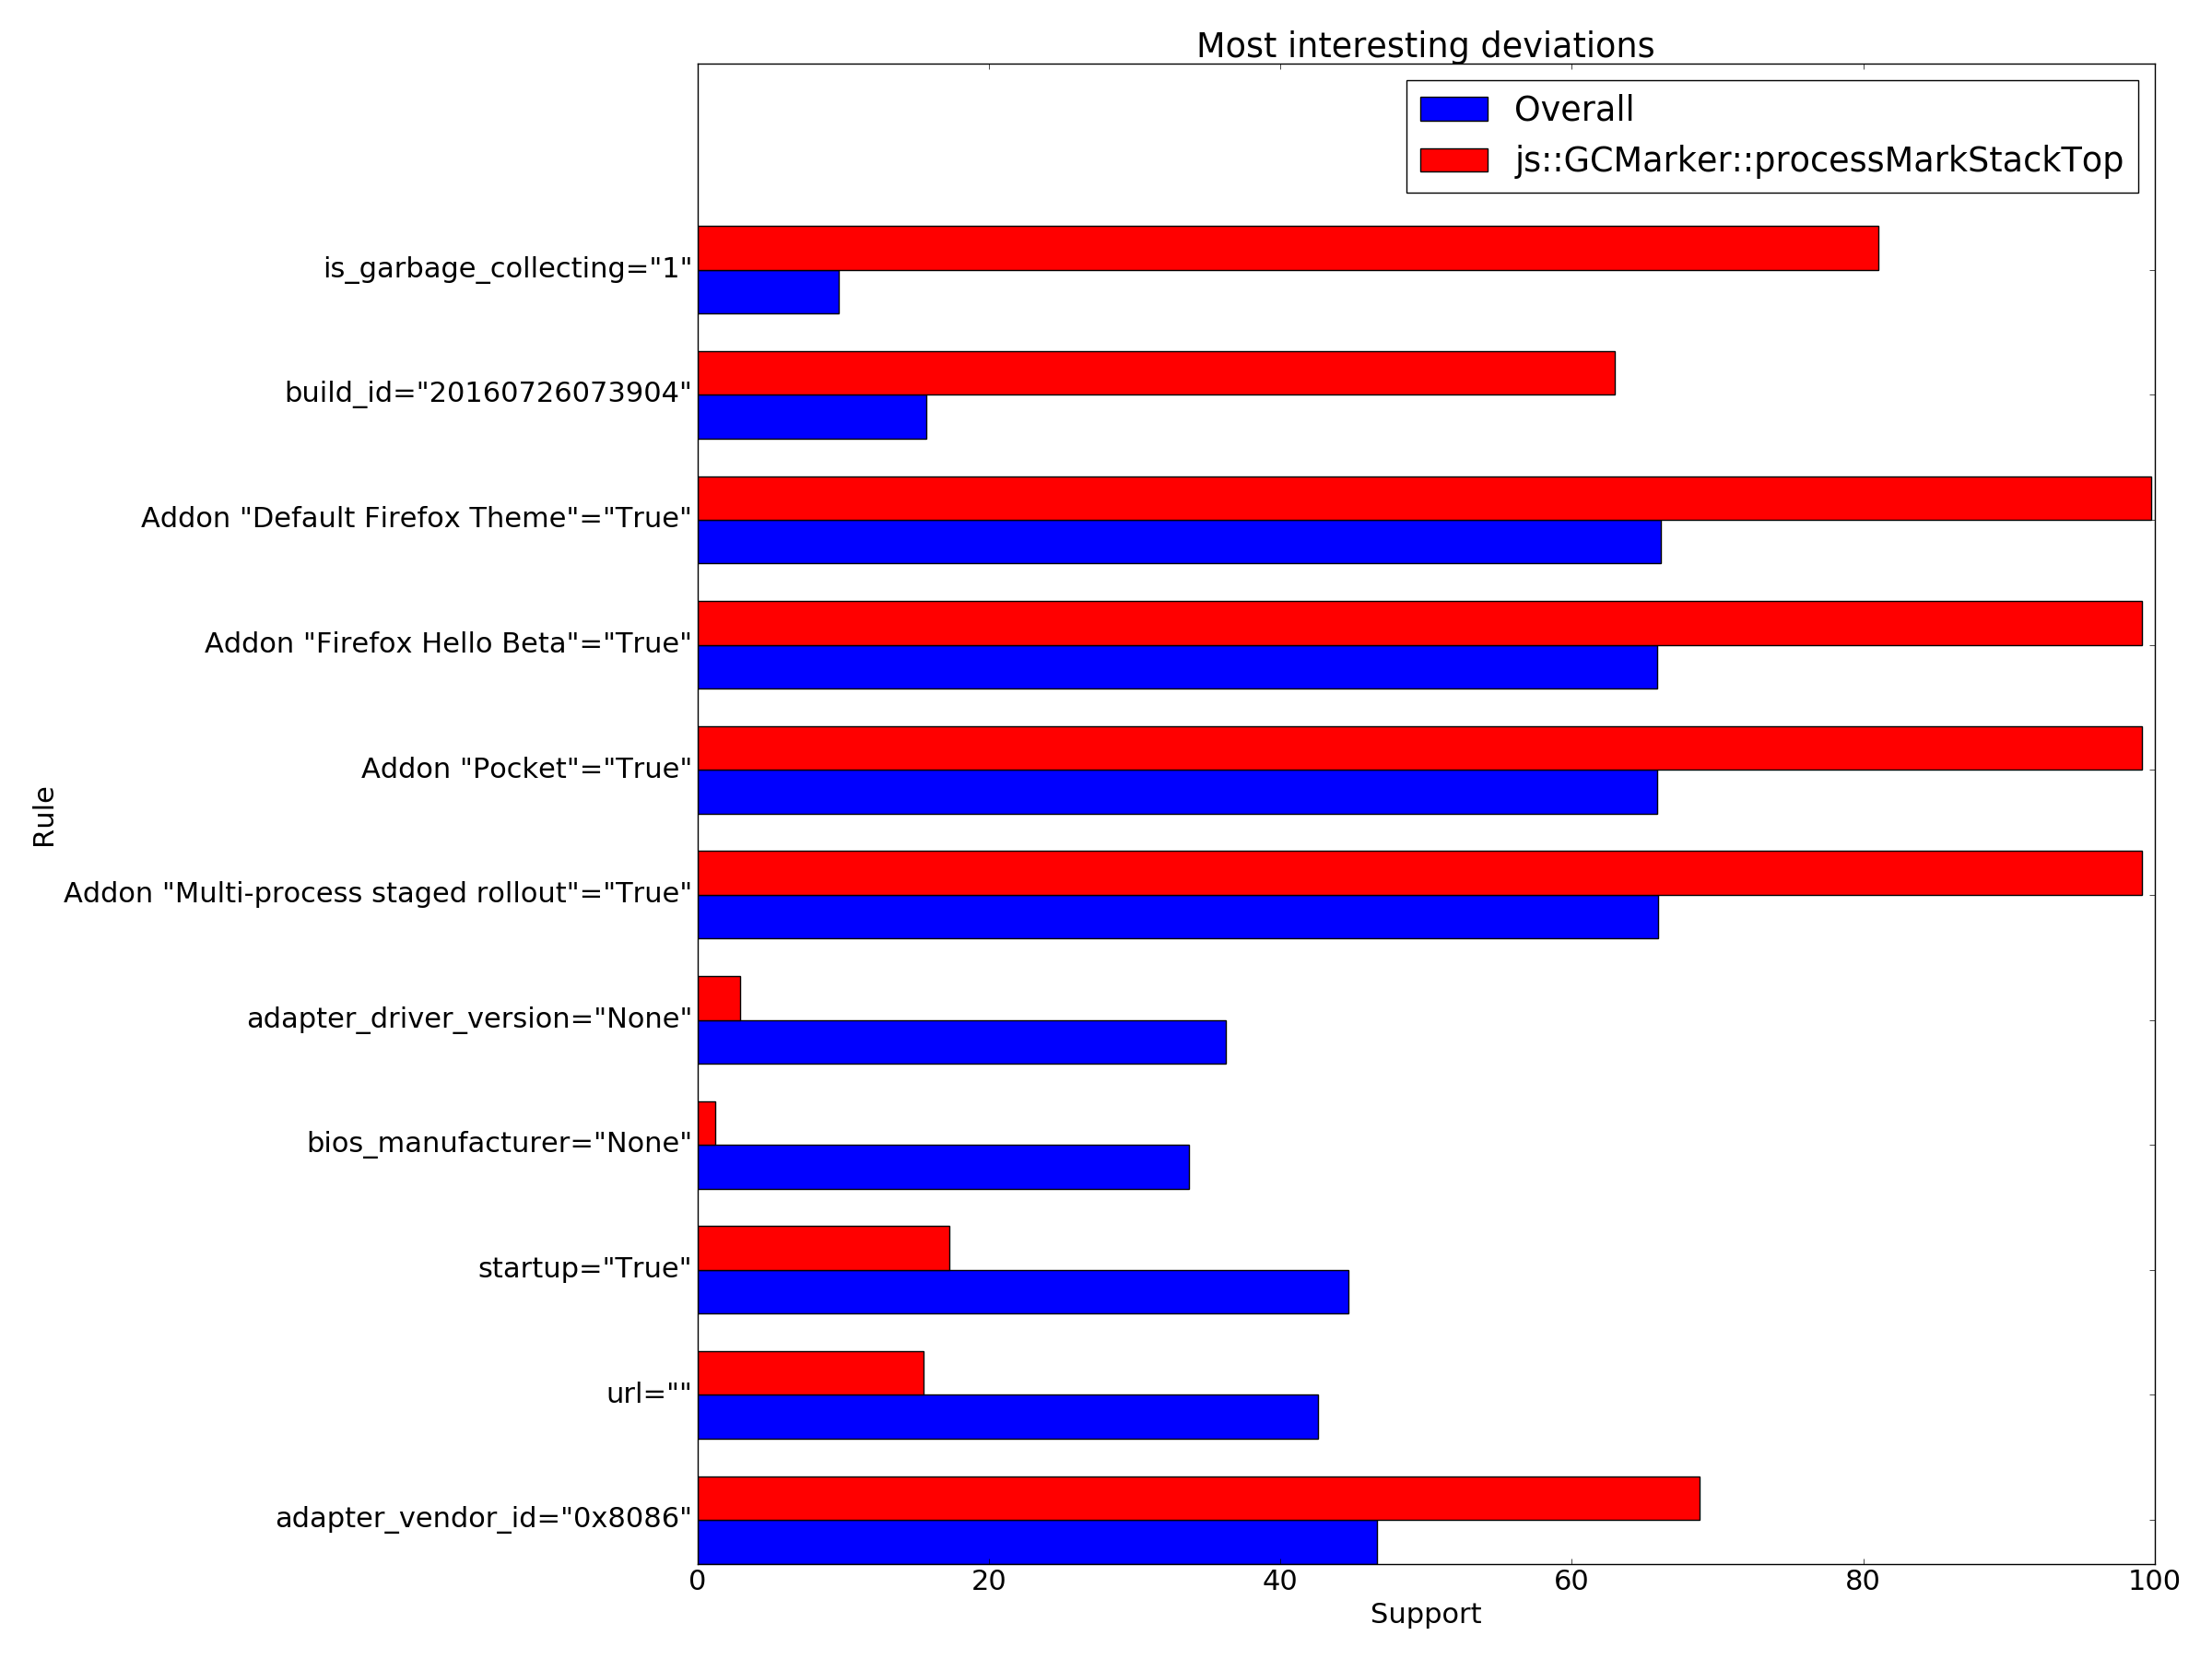 Most interesting deviations
Overall
js::GCMarker::processMarkStackTop
is_garbage_collecting="1"
build_id="20160726073904"
Addon "Default Firefox Theme"="True"
Addon "Firefox Hello Beta"="True"
Addon "Pocket"="True"
Rule
Addon "Multi-process staged rollout"="True"
adapter_driver_version="None"
bios_manufacturer="None"
startup="True"
url=""
adapter_vendor_id="0x8086"
0 20 40 60 80 100
Support